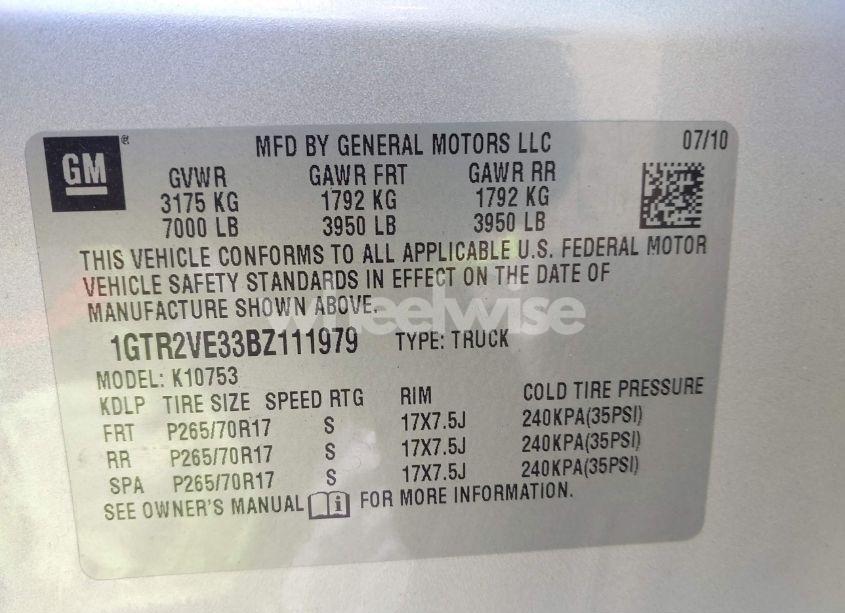 GM ®
MFD BY GENERAL MOTORS LLC 07/10
GVWR GAWR FRT GAWR RR
3175 KG 1792 KG 1792 KG
7000 LB 3950 LB 3950 LB
THIS VEHICLE CONFORMS TO ALL APPLICABLE U.S. FEDERAL MOTOR
VEHICLE SAFETY STANDARDS IN EFFECT ON THE DATE OF
MANUFACTURE SHOWN ABOVE.
wheelwise
1GTR2VE33BZ111979 TYPE: TRUCK
MODEL: K10753
KDLP TIRE SIZE SPEED RTG RIM COLD TIRE PRESSURE
FRT P265/70R17 S 17X7.5J 240KPA(35PSI)
RR P265/70R17 S 17X7.5J 240KPA(35PSI)
SPA P265/70R17 S 17X7.5J 240KPA(35PSI)
SEE OWNER'S MANUAL i FOR MORE INFORMATION.